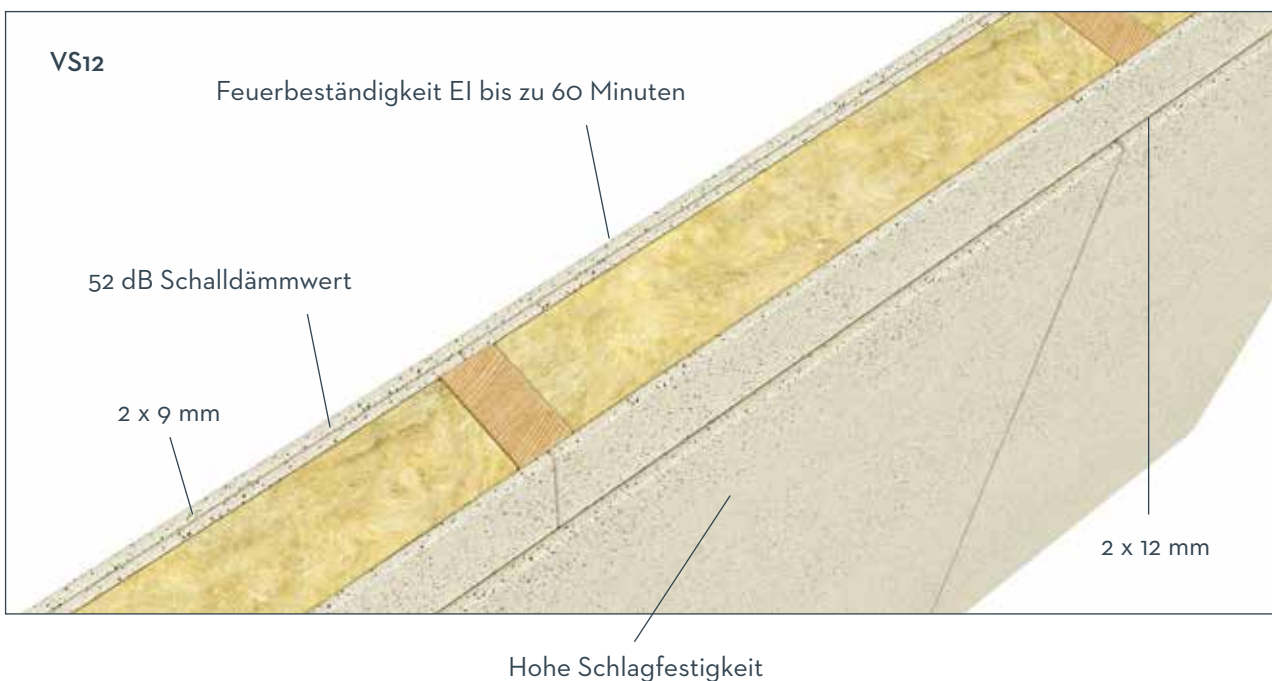 VS12
Feuerbeständigkeit EI bis zu 60 Minuten
52 dB Schalldämmwert
2 x 9 mm
2 x 12 mm
Hohe Schlagfestigkeit